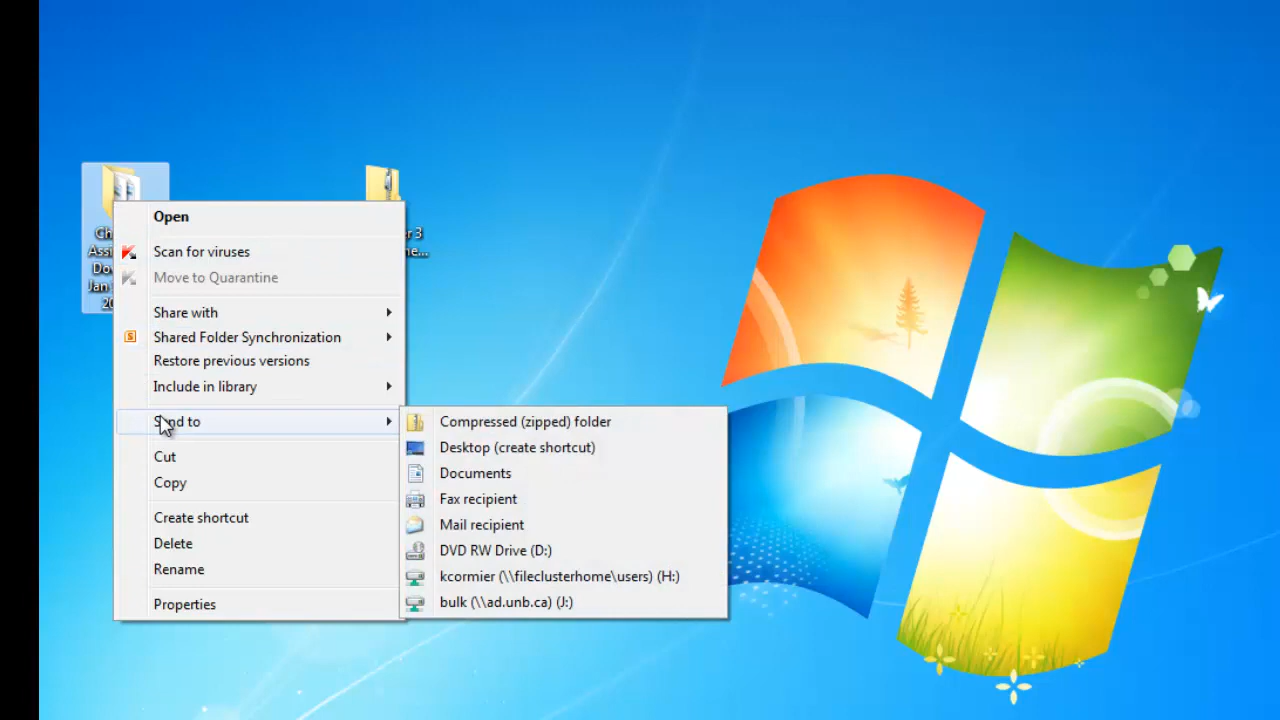 Open
Scan for viruses
Move to Quarantine
Share with
Shared Folder Synchronization
Restore previous versions
Include in library
Send to
Cut
Copy
Create shortcut
Delete
Rename
Properties
Compressed (zipped) folder
Desktop (create shortcut)
Documents
Fax recipient
Mail recipient
DVD RW Drive (D:)
kcormier (\\fileclusterhome\users) (H:)
bulk (\\ad.unb.ca) (J:)
Jan